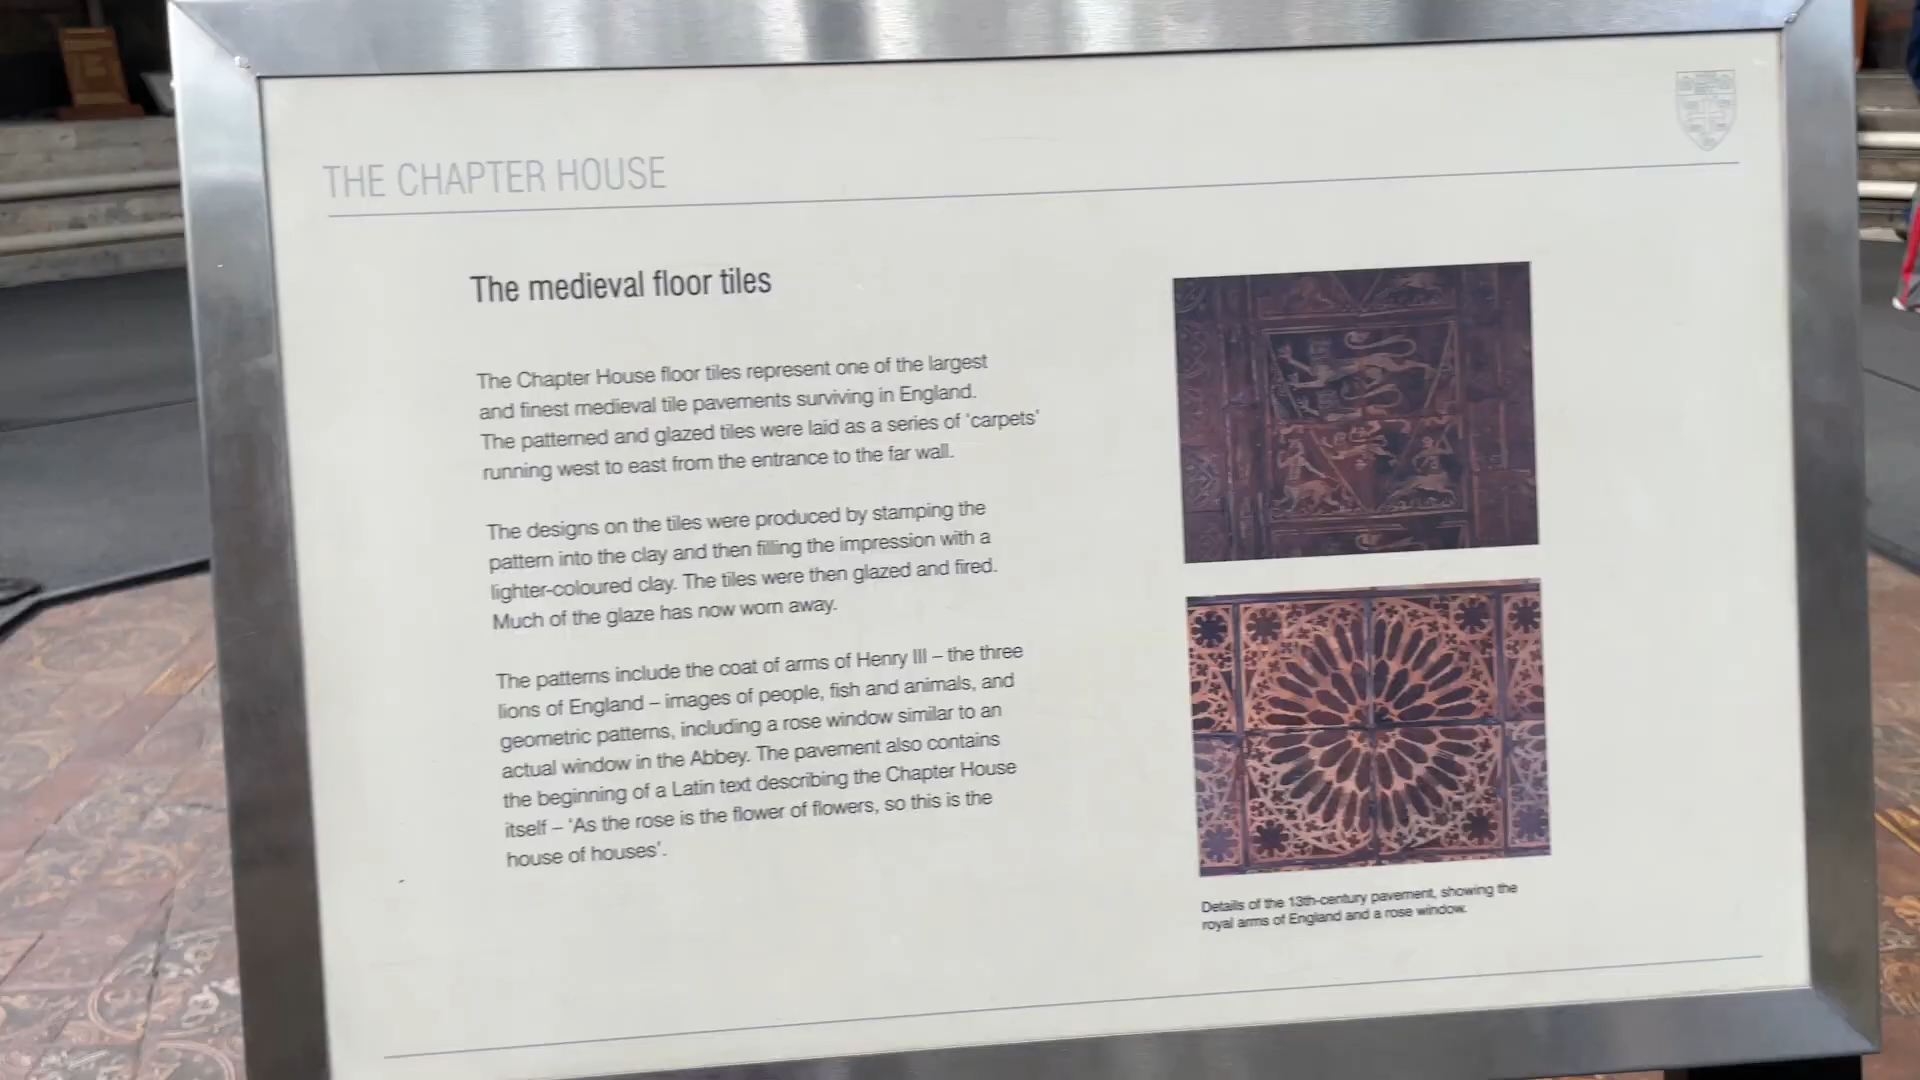 THE CHAPTER HOUSE
The medieval floor tiles
The Chapter House floor tiles represent one of the largest
and finest medieval tile pavements surviving in England.
The patterned and glazed tiles were laid as a series of ‘carpets’
running west to east from the entrance to the far wall.
The designs on the tiles were produced by stamping the
pattern into the clay and then filling the impression with a
lighter-coloured clay. The tiles were then glazed and fired.
Much of the glaze has now worn away.
The patterns include the coat of arms of Henry III – the three
lions of England – images of people, fish and animals, and
geometric patterns, including a rose window similar to an
actual window in the Abbey. The pavement also contains
the beginning of a Latin text describing the Chapter House
itself – ‘As the rose is the flower of flowers, so this is the
house of houses’.
Details of the 13th-century pavement, showing the
royal arms of England and a rose window.